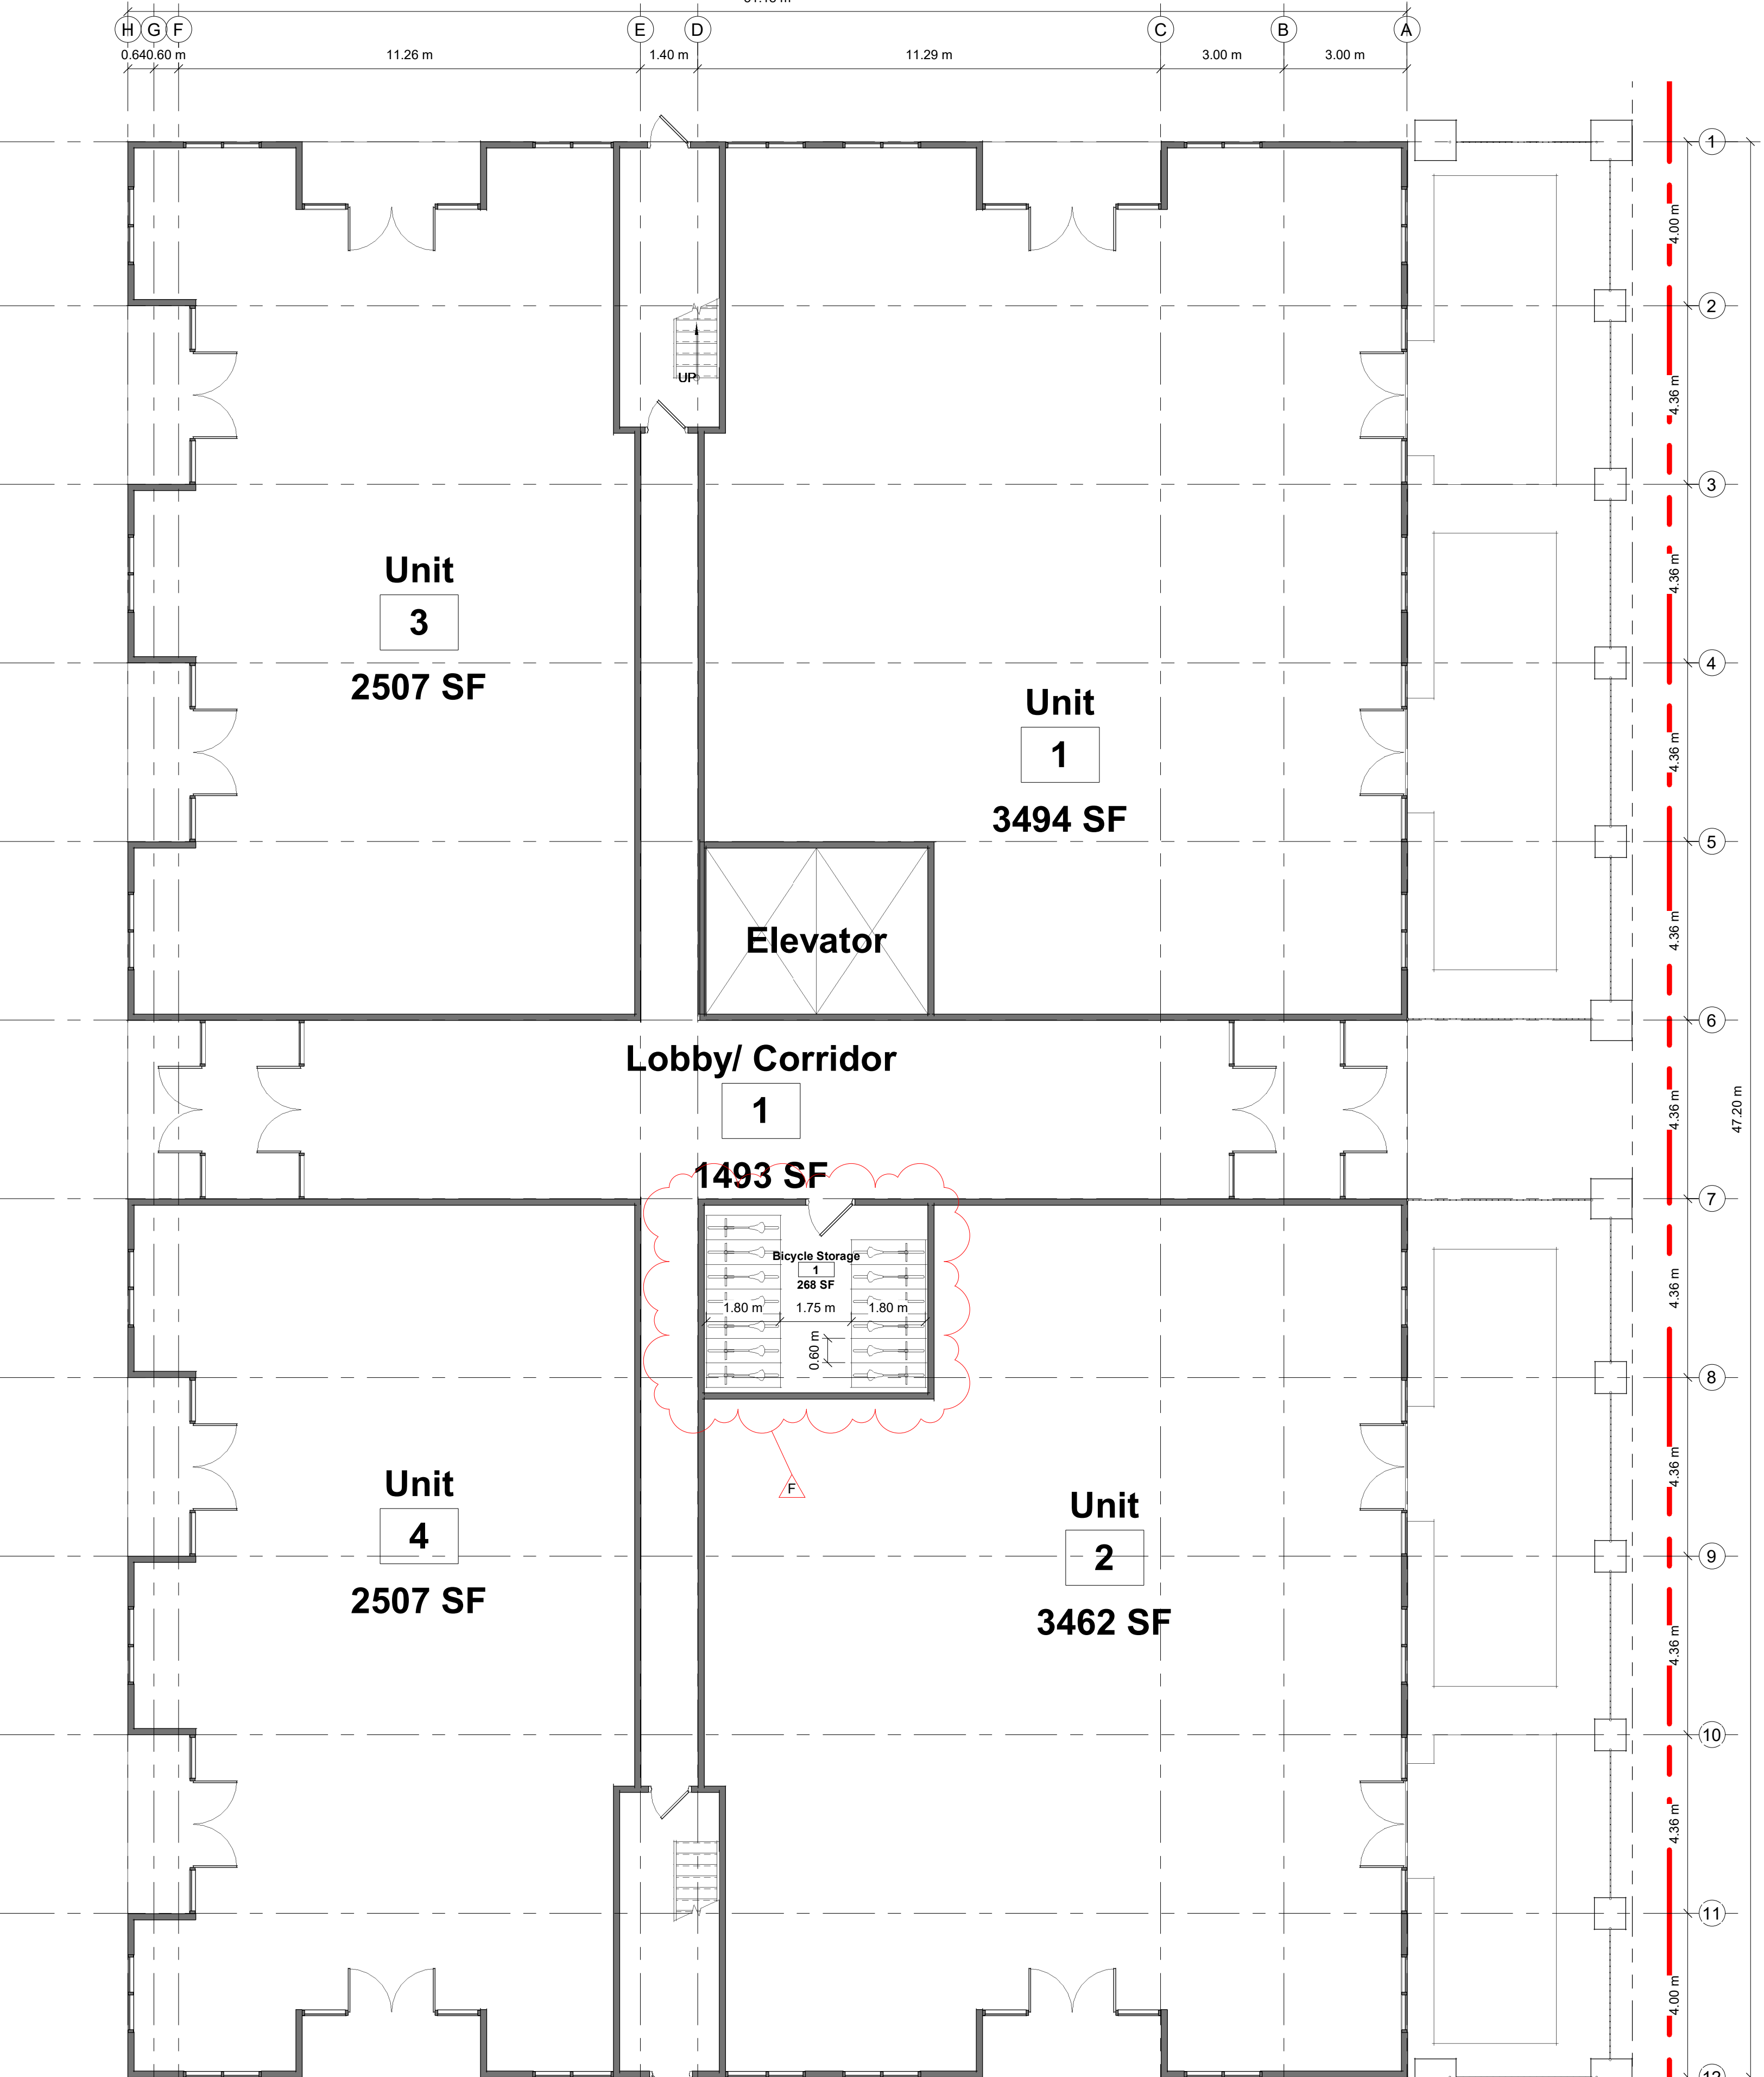 H G F E D C B A
0.64 0.60 m 11.26 m 1.40 m 11.29 m 3.00 m 3.00 m
1
4.00 m
2
4.36 m
UP
3
Unit
3
2507 SF
4.36 m
4
Unit
1
3494 SF
4.36 m
5
Elevator
4.36 m
6
Lobby/ Corridor
1
1493 SF
4.36 m
47.20 m
7
Bicycle Storage
1
268 SF
1.80 m 1.75 m 1.80 m
0.60 m
4.36 m
8
F
Unit
4
2507 SF
Unit
2
3462 SF
4.36 m
9
4.36 m
10
4.36 m
11
4.00 m
12